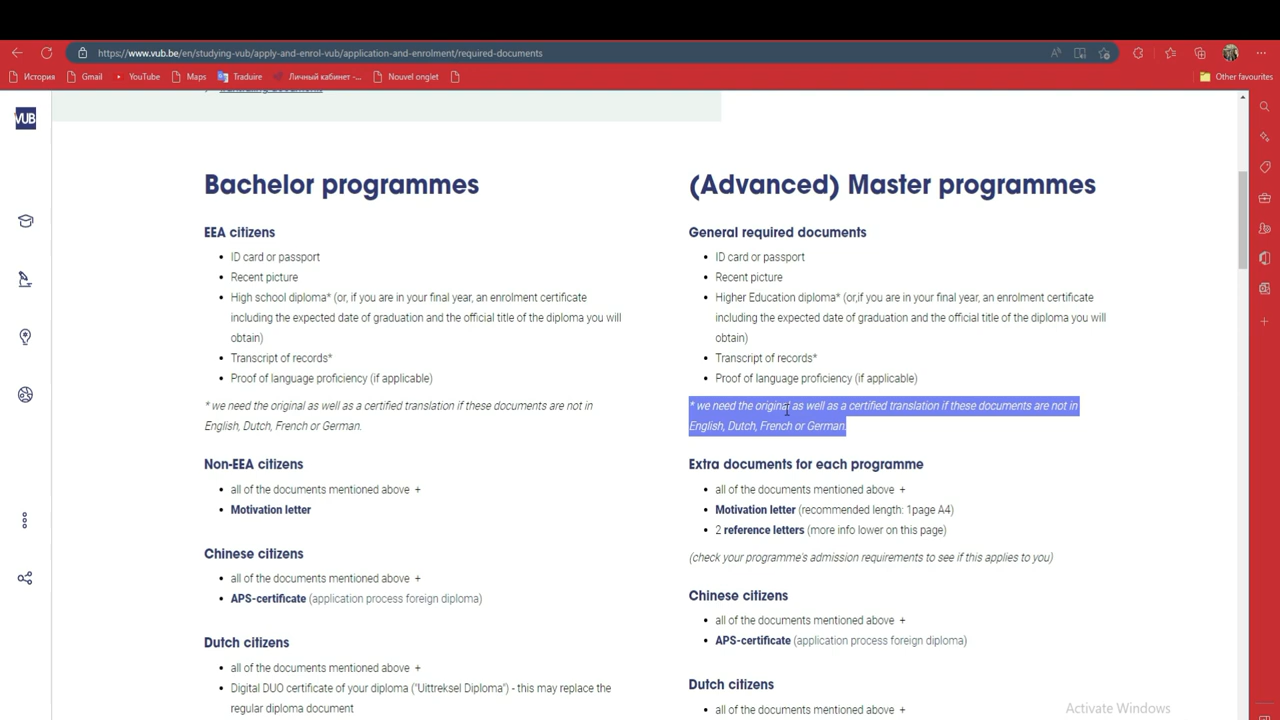 https://www.vub.be/en/studying-vub/apply-and-enrol-vub/application-and-enrolment/required-documents
История Gmail YouTube Maps Traduire Личный кабинет -... Nouvel onglet Other favourites
VUB
translating documents
Bachelor programmes
EEA citizens
• ID card or passport
• Recent picture
• High school diploma* (or, if you are in your final year, an enrolment certificate
including the expected date of graduation and the official title of the diploma you will
obtain)
• Transcript of records*
• Proof of language proficiency (if applicable)
* we need the original as well as a certified translation if these documents are not in
English, Dutch, French or German.
Non-EEA citizens
• all of the documents mentioned above +
• Motivation letter
Chinese citizens
• all of the documents mentioned above +
• APS-certificate (application process foreign diploma)
Dutch citizens
• all of the documents mentioned above +
• Digital DUO certificate of your diploma ("Uittreksel Diploma") - this may replace the
regular diploma document
(Advanced) Master programmes
General required documents
• ID card or passport
• Recent picture
• Higher Education diploma* (or,if you are in your final year, an enrolment certificate
including the expected date of graduation and the official title of the diploma you will
obtain)
• Transcript of records*
• Proof of language proficiency (if applicable)
* we need the original as well as a certified translation if these documents are not in
English, Dutch, French or German.
Extra documents for each programme
• all of the documents mentioned above +
• Motivation letter (recommended length: 1page A4)
• 2 reference letters (more info lower on this page)
(check your programme's admission requirements to see if this applies to you)
Chinese citizens
• all of the documents mentioned above +
• APS-certificate (application process foreign diploma)
Dutch citizens
• all of the documents mentioned above +
Activate Windows